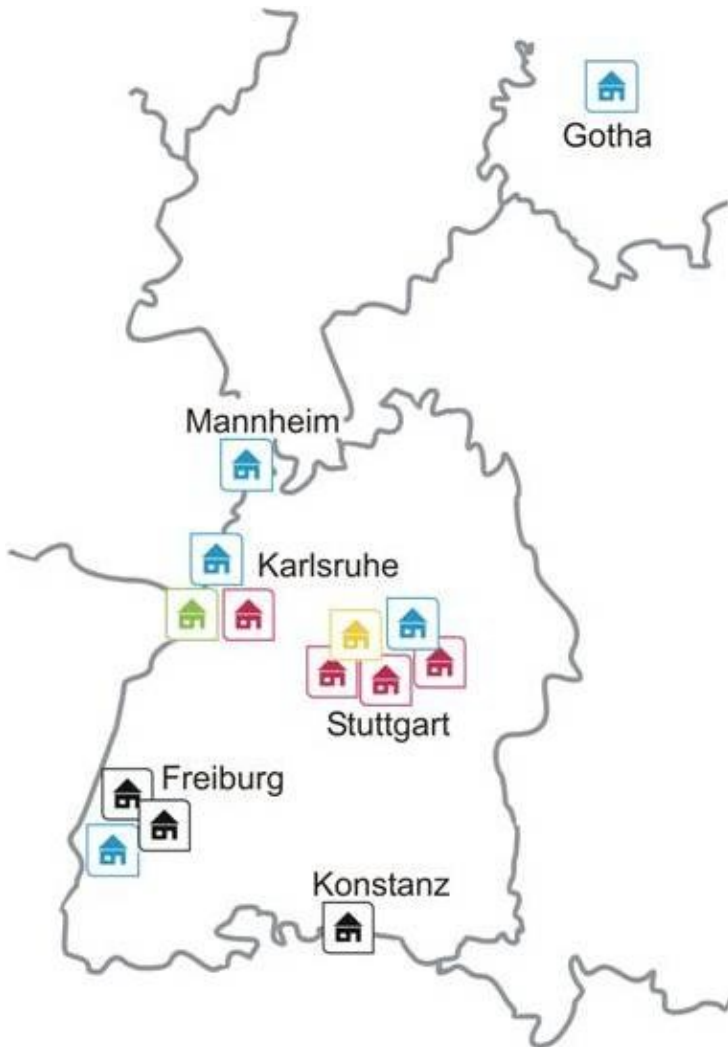 Gotha
Mannheim
Karlsruhe
Stuttgart
Freiburg
Konstanz